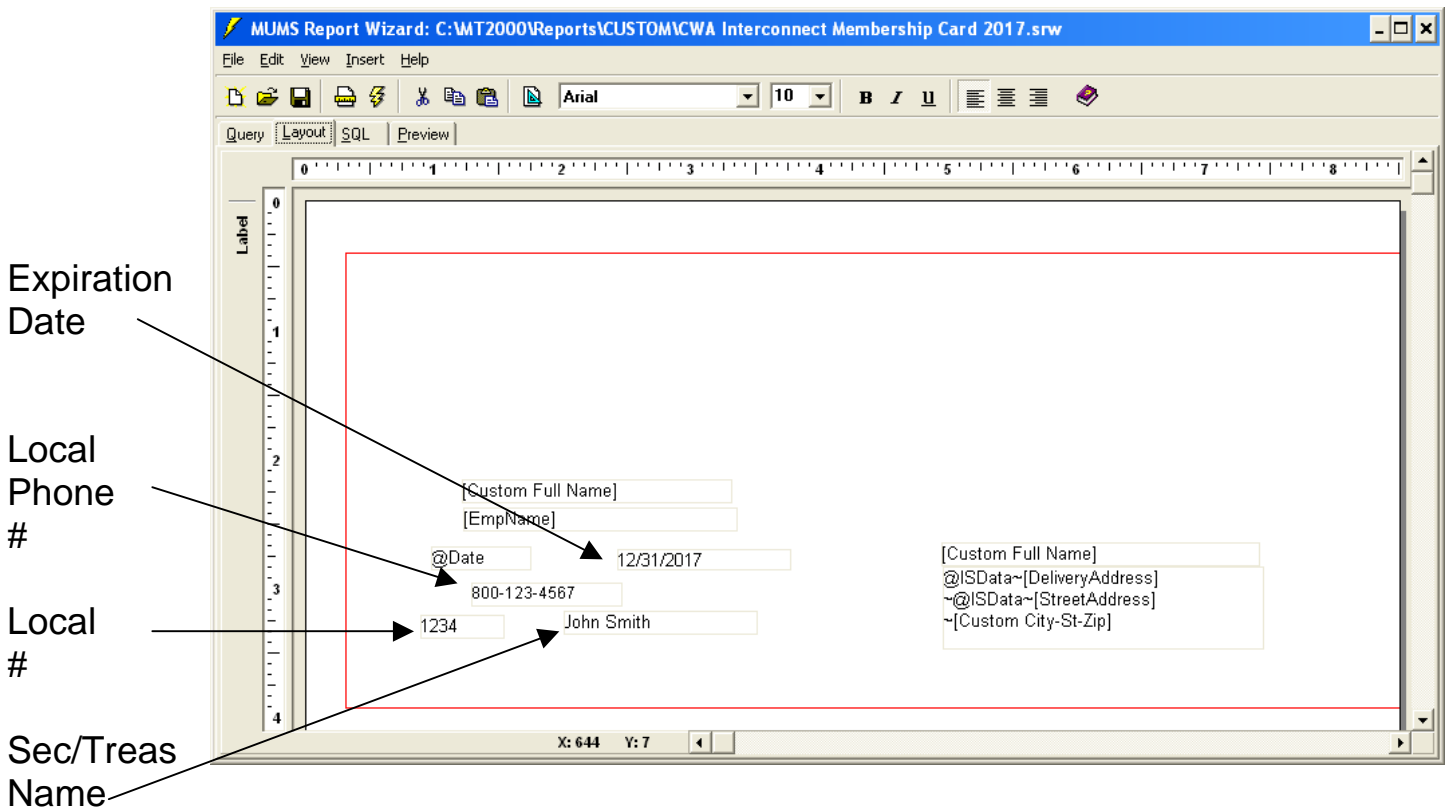 MUMS Report Wizard: C:\MT2000\Reports\CUSTOM\CWA Interconnect Membership Card 2017.srw
File Edit View Insert Help
Arial 10 B I U
Query Layout SQL Preview
0 1 2 3 4 5 6 7 8
Label
0
1
2
3
4
Expiration
Date
Local
Phone
#
Local
#
Sec/Treas
Name
[Custom Full Name]
[EmpName]
@Date 12/31/2017
800-123-4567
1234 John Smith
[Custom Full Name]
@ISData~[DeliveryAddress]
~@ISData~[StreetAddress]
~[Custom City-St-Zip]
X: 644 Y: 7